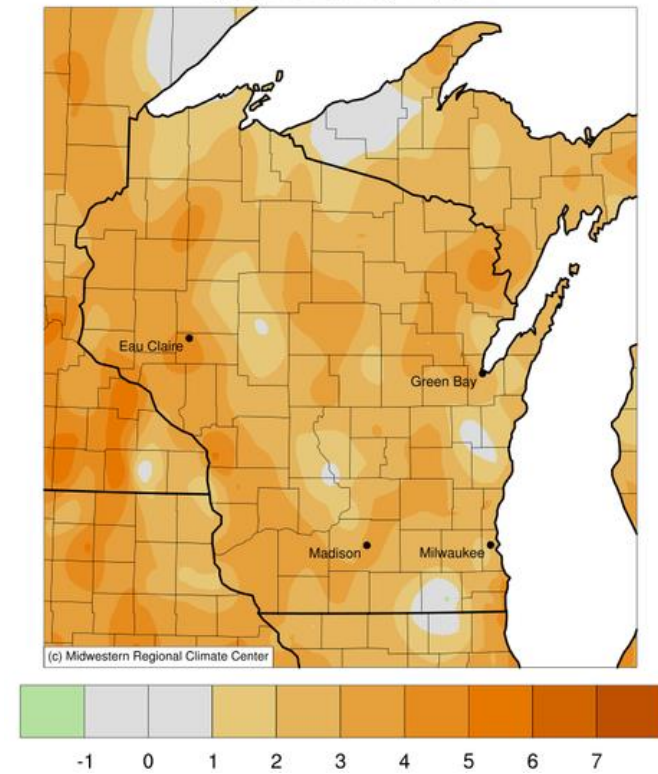 Eau Claire
Green Bay
Madison
Milwaukee
(c) Midwestern Regional Climate Center
-1 0 1 2 3 4 5 6 7